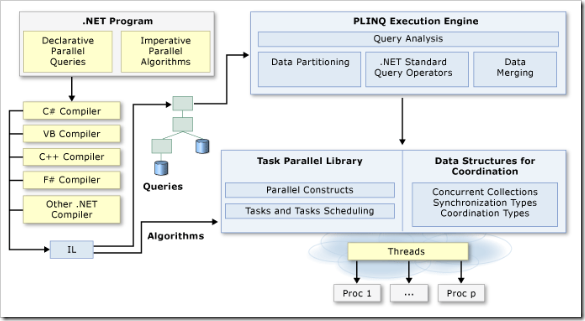 .NET Program
Declarative
Parallel
Queries
Imperative
Parallel
Algorithms
C# Compiler
VB Compiler
C++ Compiler
F# Compiler
Other .NET
Compiler
IL
Queries
Algorithms
PLINQ Execution Engine
Query Analysis
Data Partitioning
.NET Standard
Query Operators
Data
Merging
Task Parallel Library
Parallel Constructs
Tasks and Tasks Scheduling
Data Structures for
Coordination
Concurrent Collections
Synchronization Types
Coordination Types
Threads
Proc 1
...
Proc p